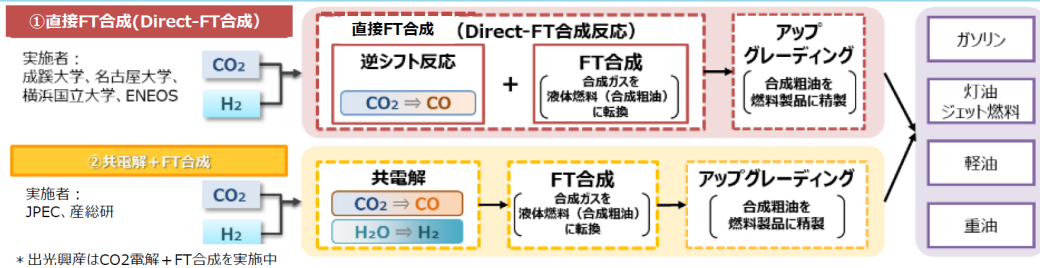 ①直接FT合成(Direct-FT合成)
実施者：
成蹊大学、名古屋大学、
横浜国立大学、ENEOS
CO2
H2
直接FT合成（Direct-FT合成反応）
逆シフト反応
CO2 ⇒ CO
+
FT合成
合成ガスを
液体燃料（合成粗油）
に転換
アップ
グレーディング
合成粗油を
燃料製品に精製
②共電解＋FT合成
実施者：
JPEC、産総研
CO2
H2
＊出光興産はCO2電解＋FT合成を実施中
共電解
CO2 ⇒ CO
H2O ⇒ H2
FT合成
合成ガスを
液体燃料（合成粗油）
に転換
アップグレーディング
合成粗油を
燃料製品に精製
ガソリン
灯油
ジェット燃料
軽油
重油